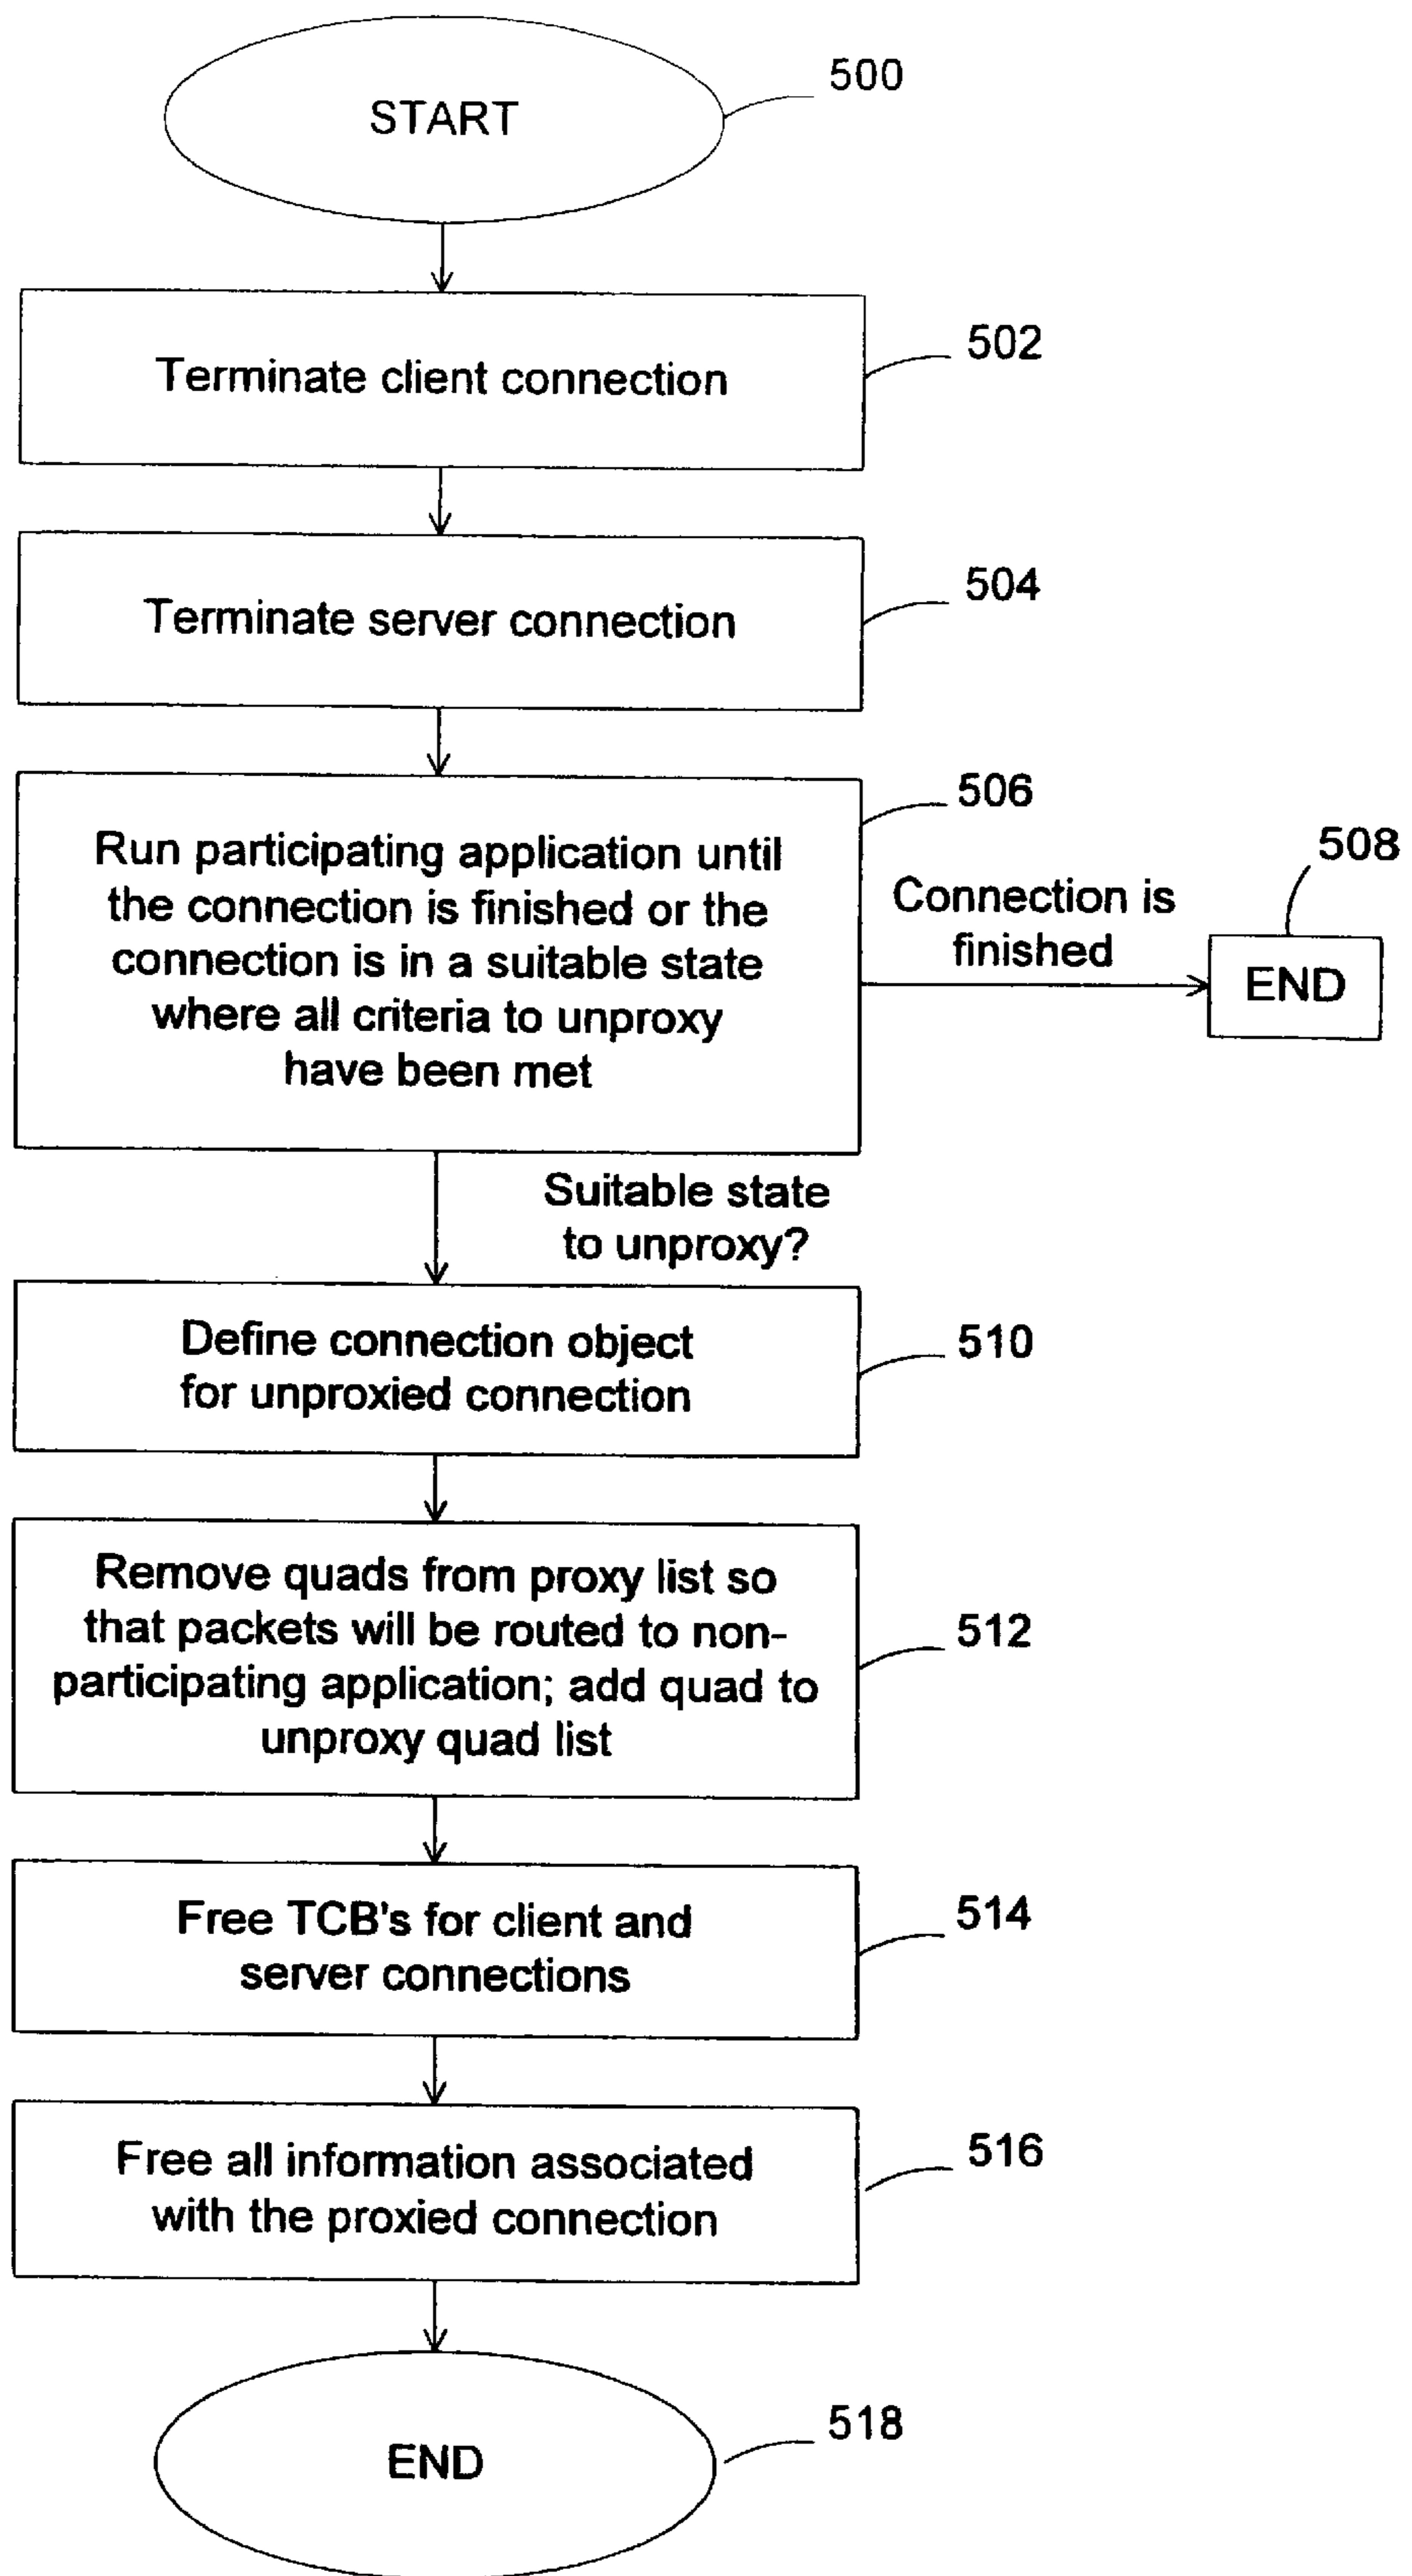 START
500
Terminate client connection
502
Terminate server connection
504
Run participating application until
the connection is finished or the
connection is in a suitable state
where all criteria to unproxy
have been met
506
Connection is
finished
508
END
Suitable state
to unproxy?
Define connection object
for unproxied connection
510
Remove quads from proxy list so
that packets will be routed to non-
participating application; add quad to
unproxy quad list
512
Free TCB's for client and
server connections
514
Free all information associated
with the proxied connection
516
END
518